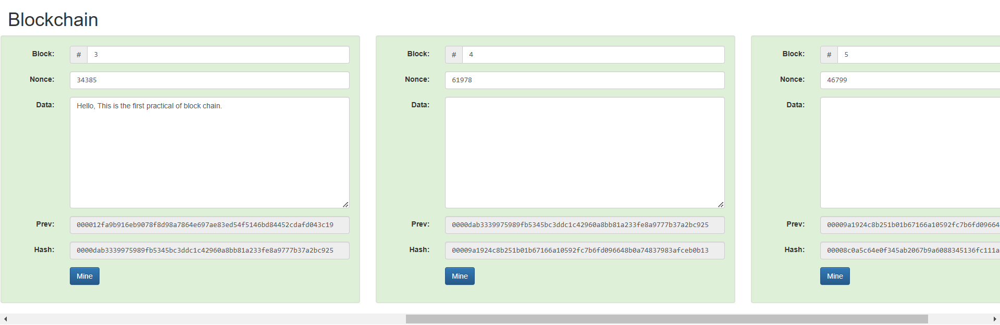 Blockchain
Block: # 3
Nonce: 34385
Data: Hello, This is the first practical of block chain.
Prev: 000012fa9b916eb9078f8d98a7864e697ae83ed54f5146bd84452cdafd043c19
Hash: 0000dab3339975989fb5345bc3ddc1c42960a8bb81a233fe8a9777b37a2bc925
Mine
Block: # 4
Nonce: 61978
Data:
Prev: 0000dab3339975989fb5345bc3ddc1c42960a8bb81a233fe8a9777b37a2bc925
Hash: 00009a1924c8b251b01b67166a10592fc7b6fd096648b0a74837983afceb0b13
Mine
Block: # 5
Nonce: 46799
Data:
Prev: 00009a1924c8b251b01b67166a10592fc7b6fd09664
Hash: 00008c0a5c64e0f345ab2067b9a6088345136fc111a
Mine